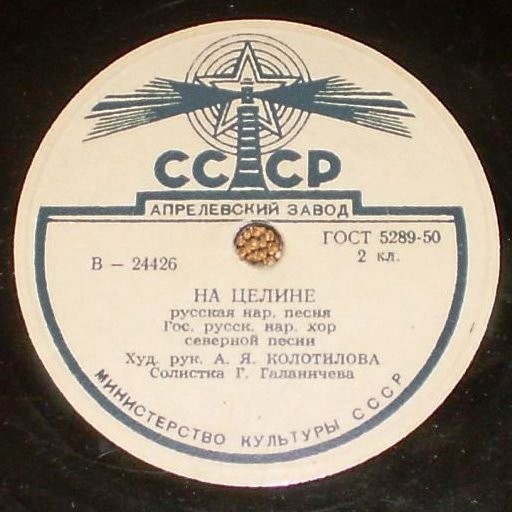 СССР
АПРЕЛЕВСКИЙ ЗАВОД
ГОСТ 5289-50
В – 24426
2 кл.
НА ЦЕЛИНЕ
русская нар. песня
Гос. русск. нар. хор
северной песни
Худ. рук. А. Я. КОЛОТИЛОВА
Солистка Г. Галаничева
МИНИСТЕРСТВО КУЛЬТУРЫ СССР